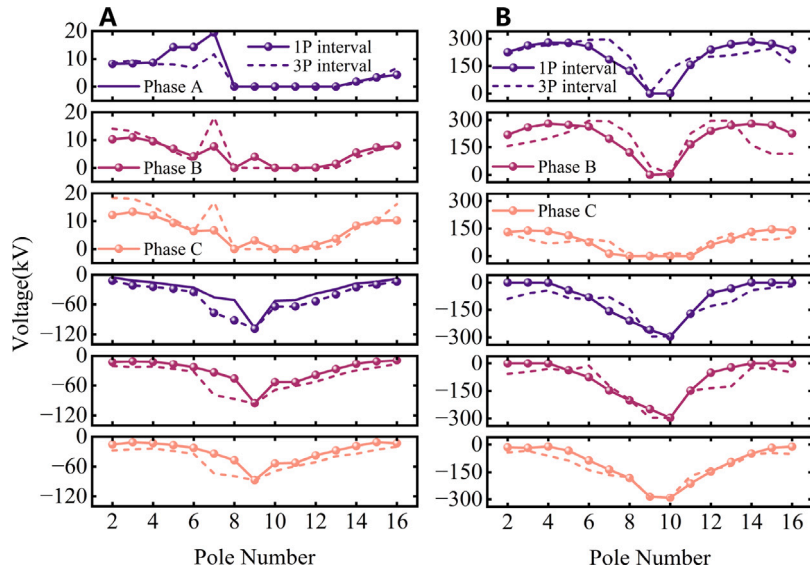 A
20
10
0
1P interval
3P interval
Phase A
20
10
0
Phase B
20
10
0
Phase C
0
−60
−120
0
−60
−120
0
−60
−120
2 4 6 8 10 12 14 16
Pole Number
Voltage(kV)
B
300
150
0
1P interval
3P interval
Phase A
300
150
0
Phase B
300
150
0
Phase C
0
−150
−300
0
−150
−300
0
−150
−300
2 4 6 8 10 12 14 16
Pole Number